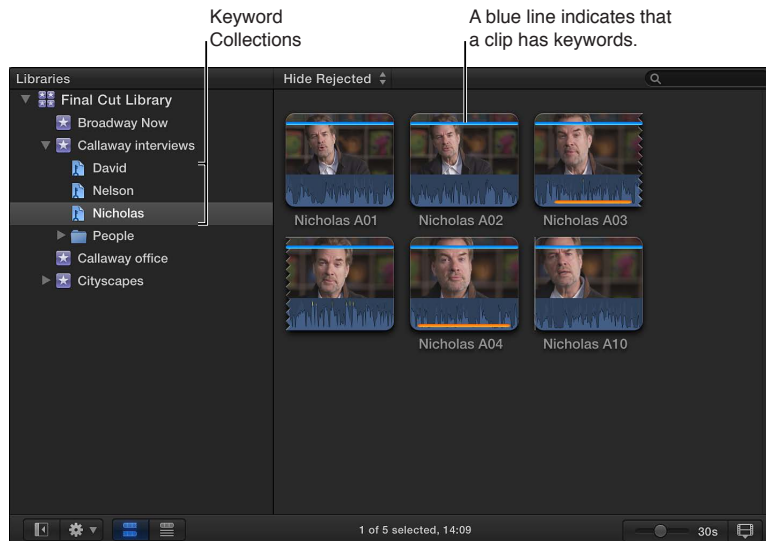 Keyword
Collections
A blue line indicates that
a clip has keywords.
Libraries
Hide Rejected
Final Cut Library
Broadway Now
Callaway interviews
David
Nelson
Nicholas
People
Callaway office
Cityscapes
Nicholas A01
Nicholas A02
Nicholas A03
Nicholas A04
Nicholas A10
1 of 5 selected, 14:09
30s